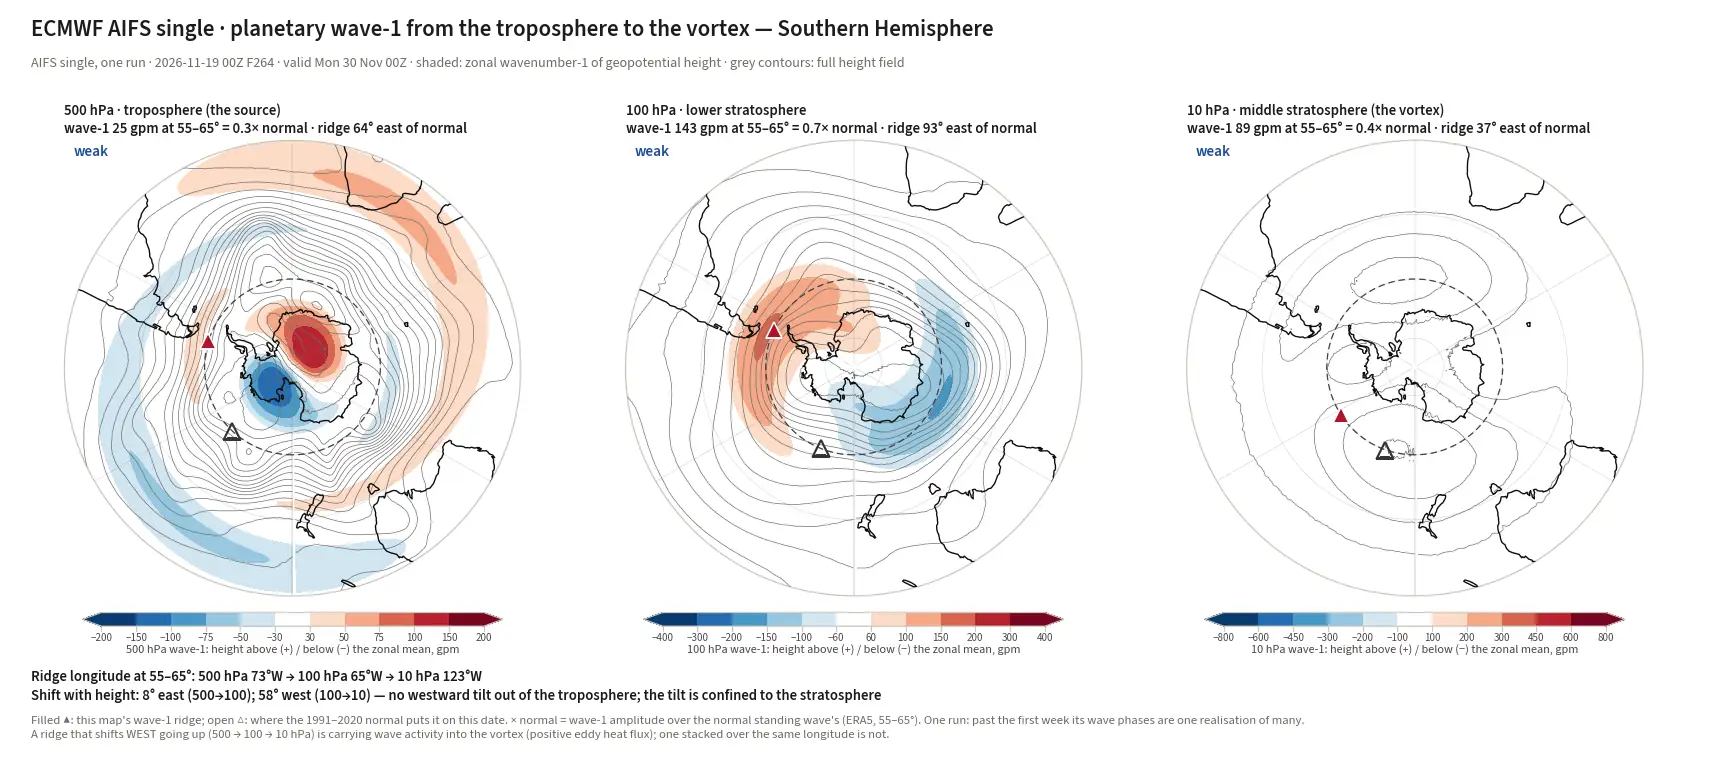 ECMWF AIFS single · planetary wave-1 from the troposphere to the vortex — Southern Hemisphere
AIFS single, one run · 2026-11-19 00Z F264 · valid Mon 30 Nov 00Z · shaded: zonal wavenumber-1 of geopotential height · grey contours: full height field
500 hPa · troposphere (the source)
wave-1 25 gpm at 55–65° = 0.3× normal · ridge 64° east of normal
weak
100 hPa · lower stratosphere
wave-1 143 gpm at 55–65° = 0.7× normal · ridge 93° east of normal
weak
10 hPa · middle stratosphere (the vortex)
wave-1 89 gpm at 55–65° = 0.4× normal · ridge 37° east of normal
weak
−200 −150 −100 −75 −50 −30 30 50 75 100 150 200
500 hPa wave-1: height above (+) / below (−) the zonal mean, gpm
−400 −300 −200 −150 −100 −60 60 100 150 200 300 400
100 hPa wave-1: height above (+) / below (−) the zonal mean, gpm
−800 −600 −450 −300 −200 −100 100 200 300 450 600 800
10 hPa wave-1: height above (+) / below (−) the zonal mean, gpm
Ridge longitude at 55–65°: 500 hPa 73°W → 100 hPa 65°W → 10 hPa 123°W
Shift with height: 8° east (500→100); 58° west (100→10) — no westward tilt out of the troposphere; the tilt is confined to the stratosphere
Filled ▲: this map's wave-1 ridge; open △: where the 1991–2020 normal puts it on this date. × normal = wave-1 amplitude over the normal standing wave's (ERA5, 55–65°). One run: past the first week its wave phases are one realisation of many.
A ridge that shifts WEST going up (500 → 100 → 10 hPa) is carrying wave activity into the vortex (positive eddy heat flux); one stacked over the same longitude is not.